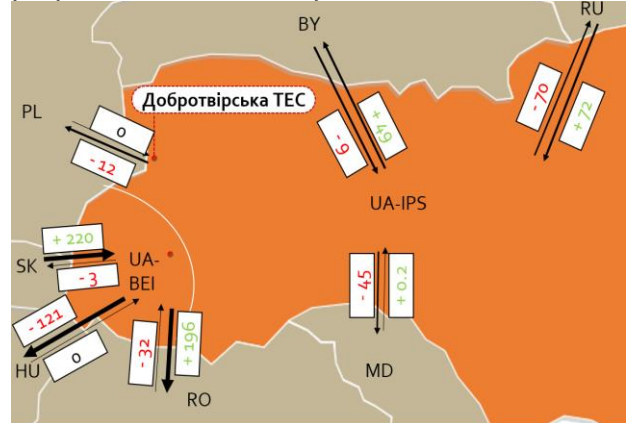 BY
RU
Добротвірська ТЕС
PL
0
- 12
- 9
+ 49
- 70
+ 72
UA-IPS
+ 220
SK
- 3
UA-
BEI
- 121
0
HU
- 32
+ 196
RO
- 45
+ 0.2
MD